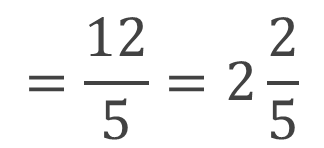 = 12/5 = 2 2/5